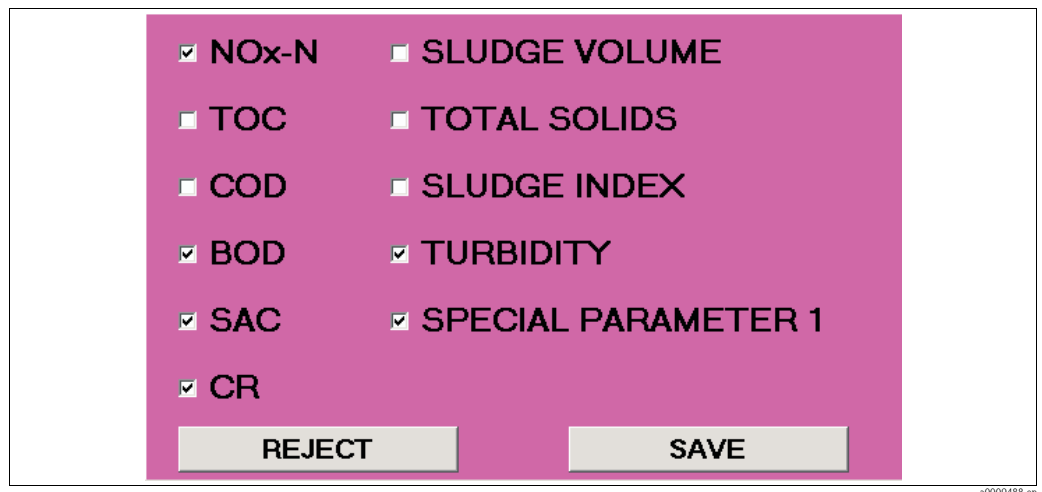 NOx-N SLUDGE VOLUME
TOC TOTAL SOLIDS
COD SLUDGE INDEX
BOD TURBIDITY
SAC SPECIAL PARAMETER 1
CR
REJECT SAVE